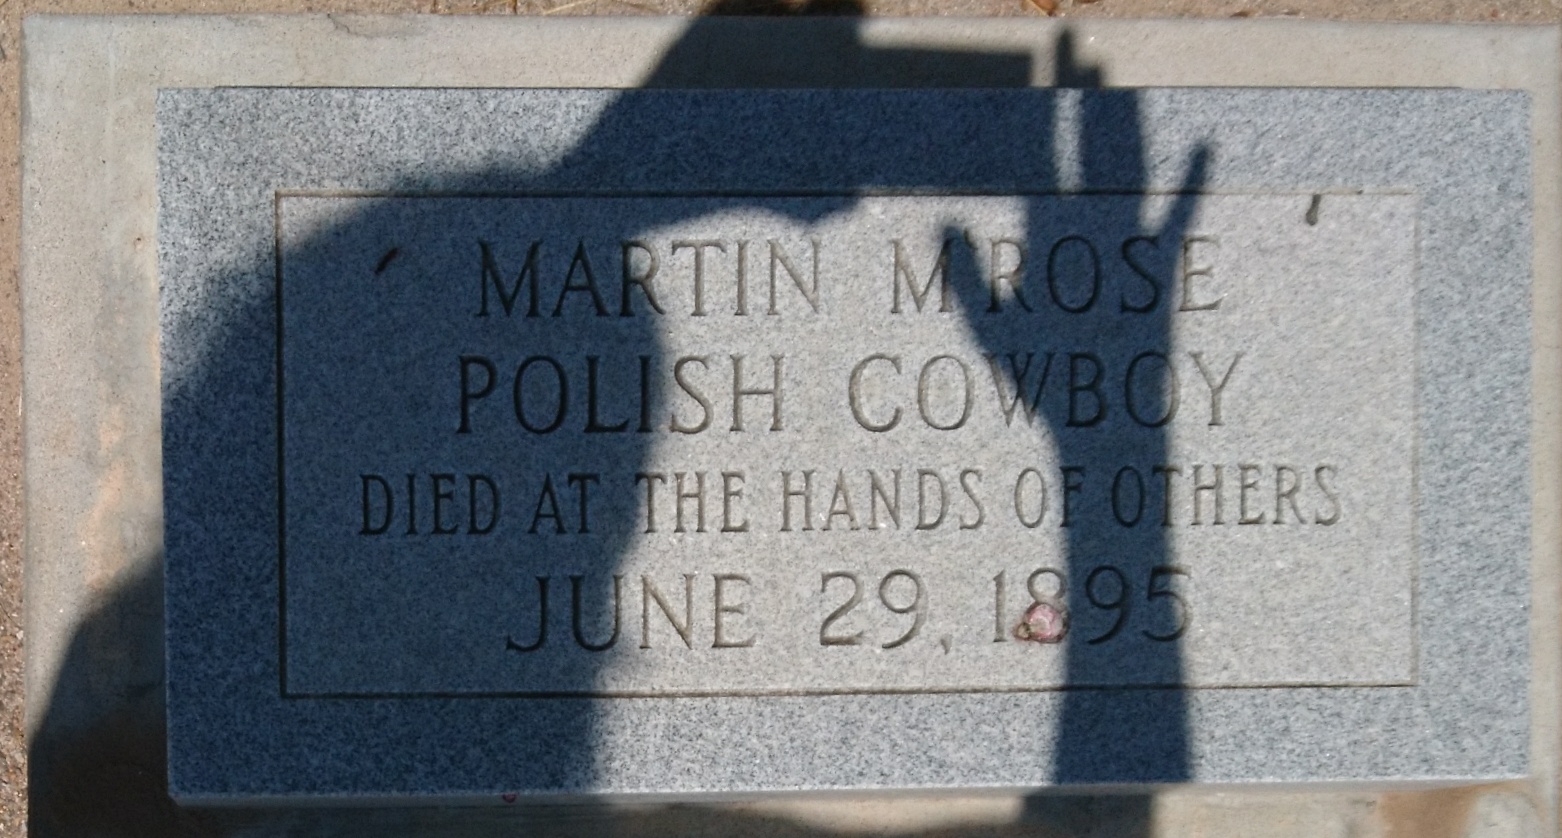 MARTIN M'ROSE
POLISH COWBOY
DIED AT THE HANDS OF OTHERS
JUNE 29, 1895